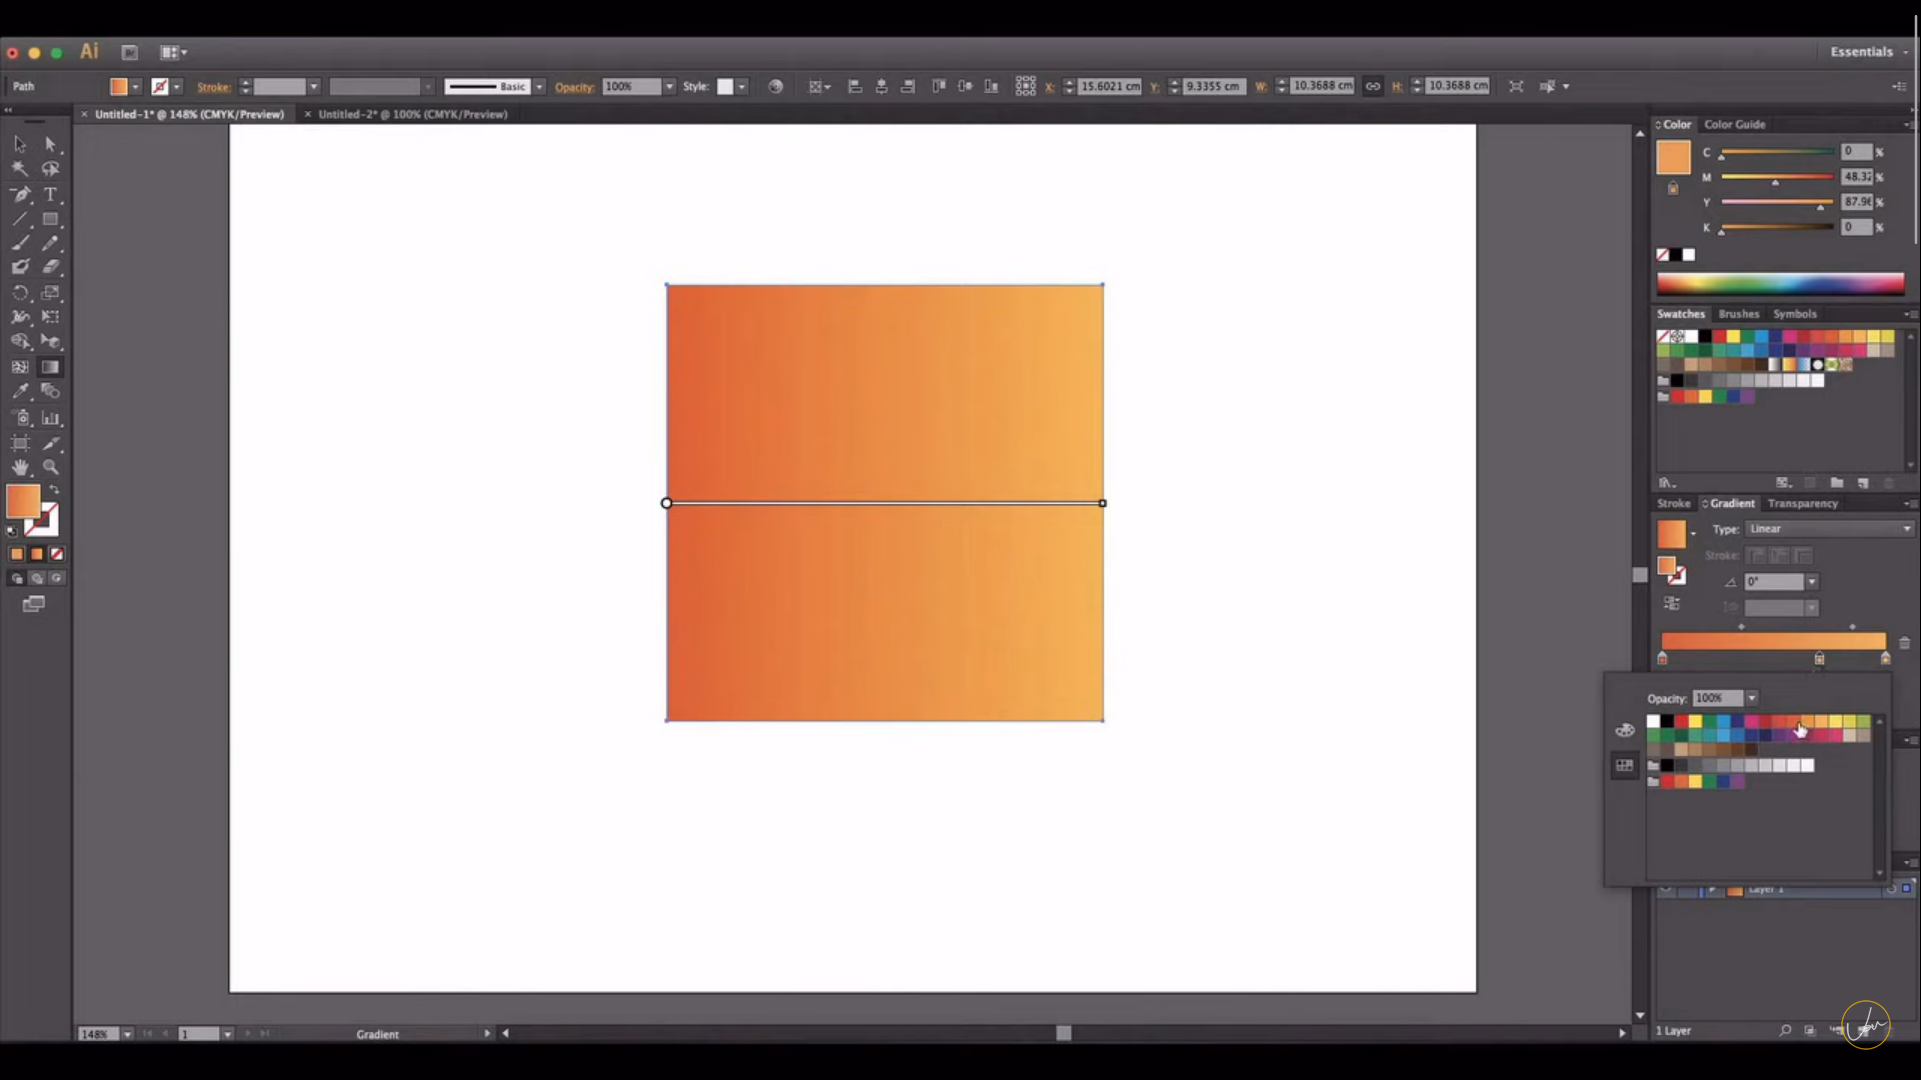 Ai
Essentials
Path
Stroke:
Basic
Opacity: 100%
Style:
X: 15.6021 cm
Y: 9.3355 cm
W: 10.3688 cm
H: 10.3688 cm
× Untitled-1* @ 148% (CMYK/Preview)
× Untitled-2* @ 100% (CMYK/Preview)
Color
Color Guide
C 0 %
M 48.32 %
Y 87.96 %
K 0 %
Swatches
Brushes
Symbols
Stroke
Gradient
Transparency
Type: Linear
Stroke:
0°
Opacity: 100%
Layer 1
148%
1
Gradient
1 Layer